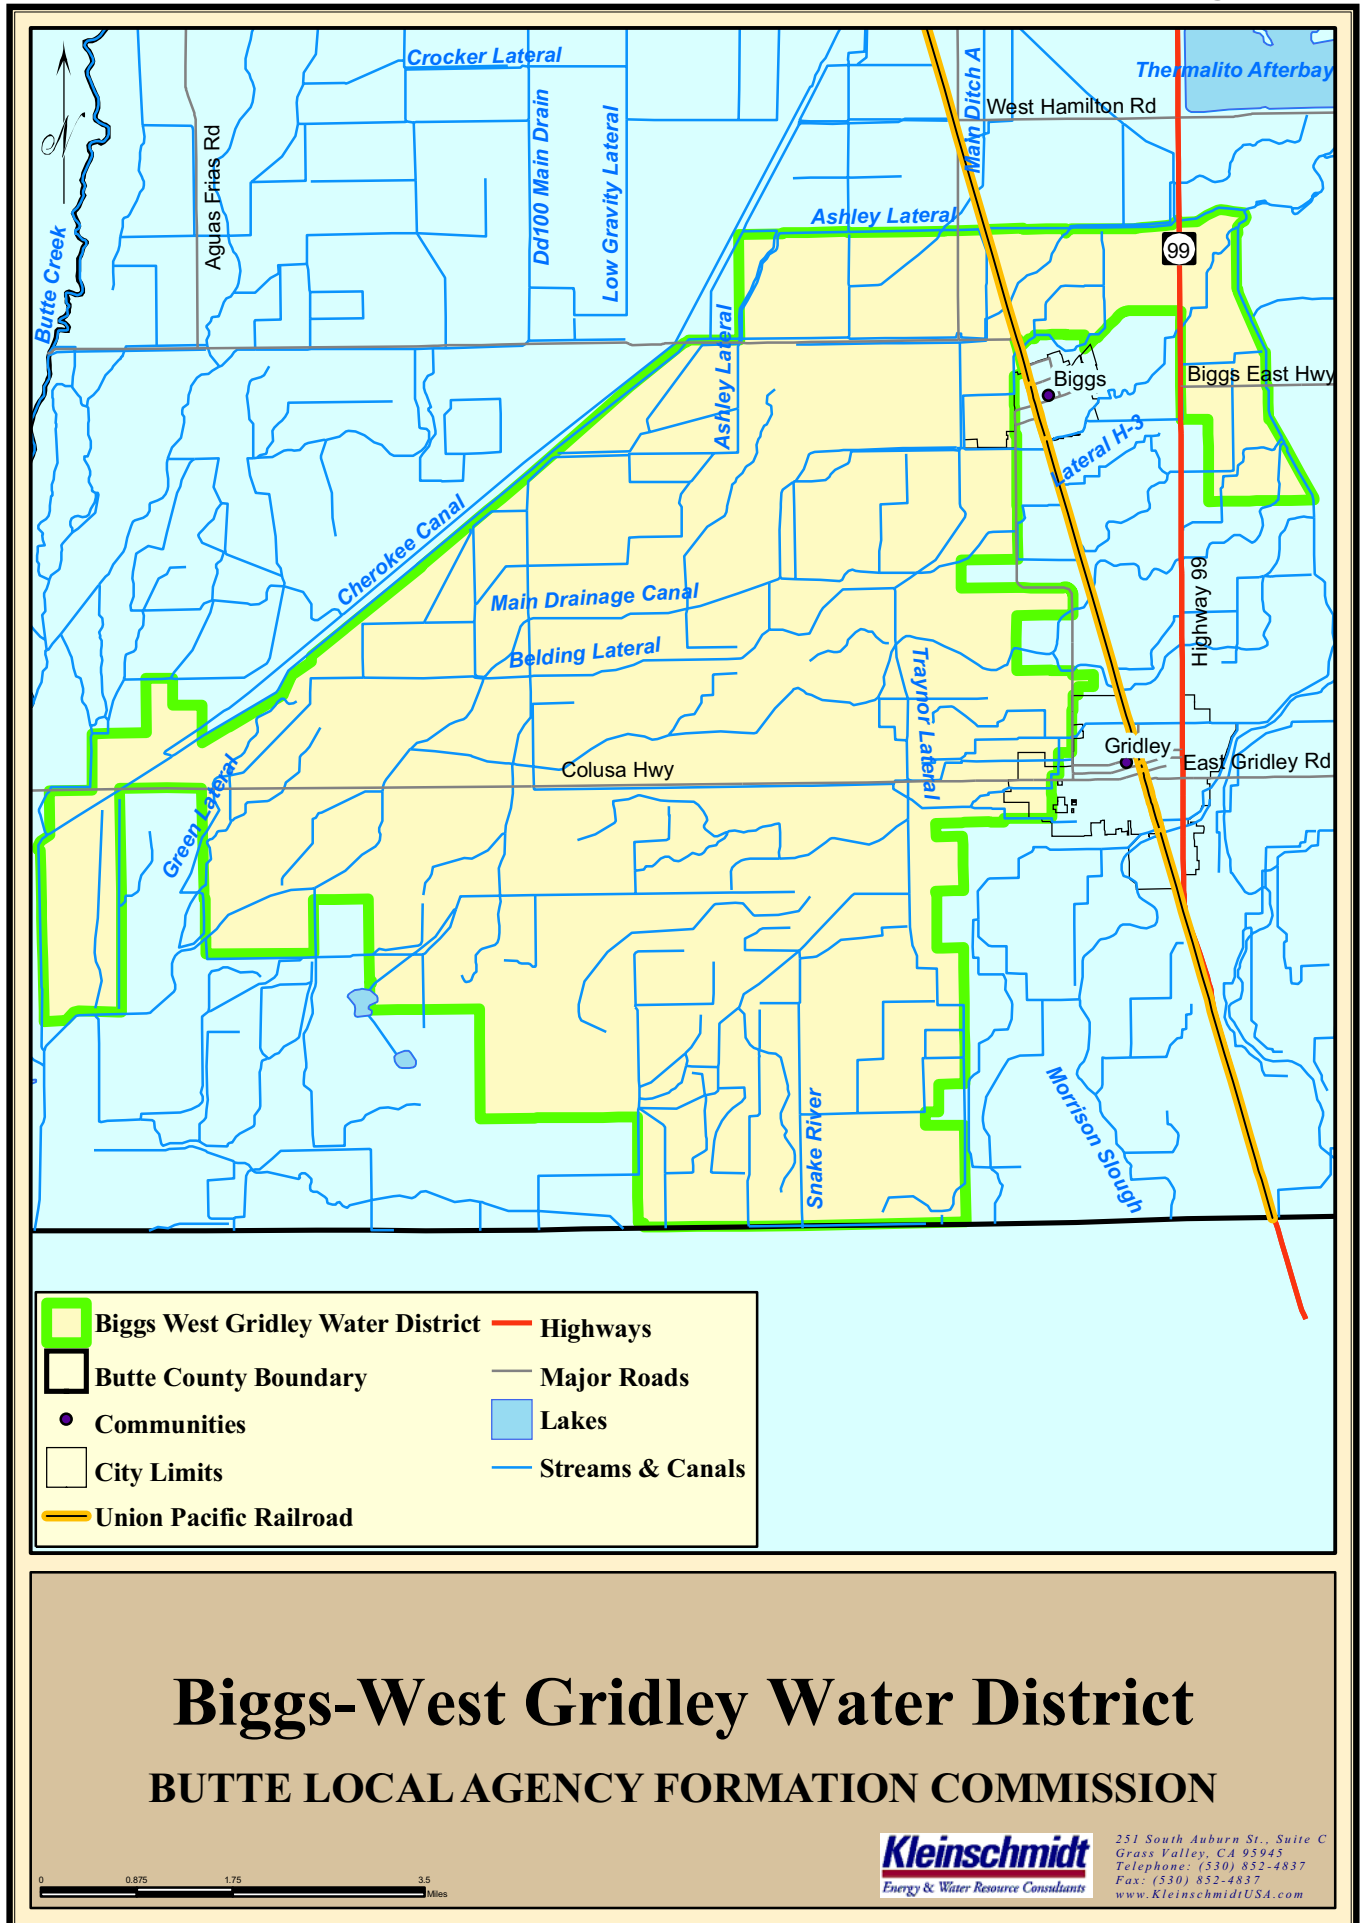 Crocker Lateral
Thermalito Afterbay
Main Ditch A
West Hamilton Rd
N
Aguas Frias Rd
Dd100 Main Drain
Low Gravity Lateral
Ashley Lateral
Butte Creek
99
Ashley Lateral
Biggs
Biggs East Hwy
Lateral H-3
Cherokee Canal
Main Drainage Canal
Highway 99
Belding Lateral
Traynor Lateral
Gridley
East Gridley Rd
Colusa Hwy
Green Lateral
Morrison Slough
Snake River
Biggs West Gridley Water District
Highways
Butte County Boundary
Major Roads
Communities
Lakes
City Limits
Streams & Canals
Union Pacific Railroad
Biggs-West Gridley Water District
BUTTE LOCAL AGENCY FORMATION COMMISSION
Kleinschmidt
Energy & Water Resource Consultants
251 South Auburn St., Suite C
Grass Valley, CA 95945
Telephone: (530) 852-4837
Fax: (530) 852-4837
www.KleinschmidtUSA.com
0 0.875 1.75 3.5
Miles